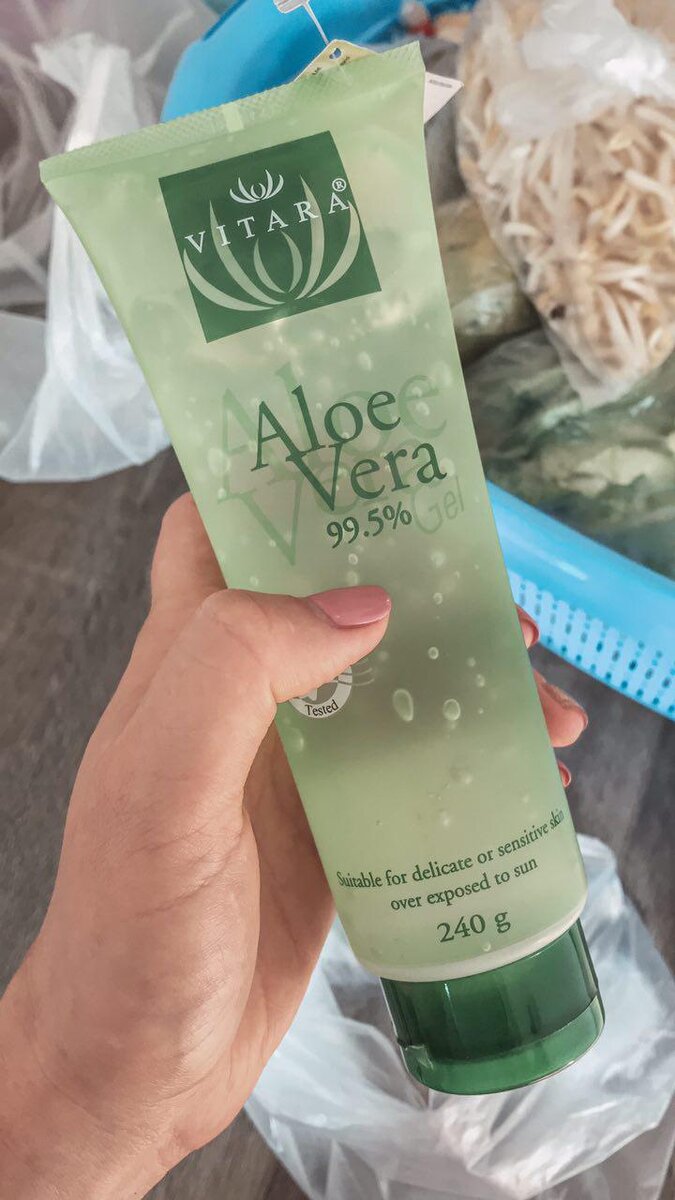 VITARA®
Aloe
Vera
Gel
99.5%
Tested
Suitable for delicate or sensitive skin
over exposed to sun
240 g